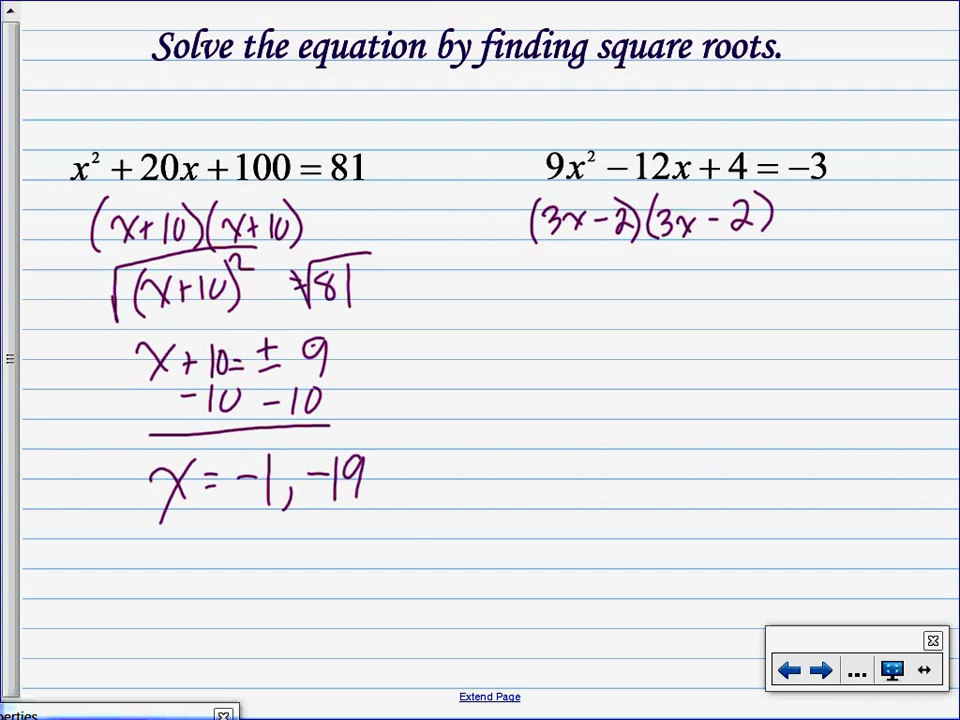 Solve the equation by finding square roots.
x² + 20x + 100 = 81
(x+10)(x+10)
√(x+10)² = √81
x + 10 = ± 9
-10 -10
x = -1, -19
9x² − 12x + 4 = −3
(3x - 2)(3x - 2)
...
Extend Page
perties